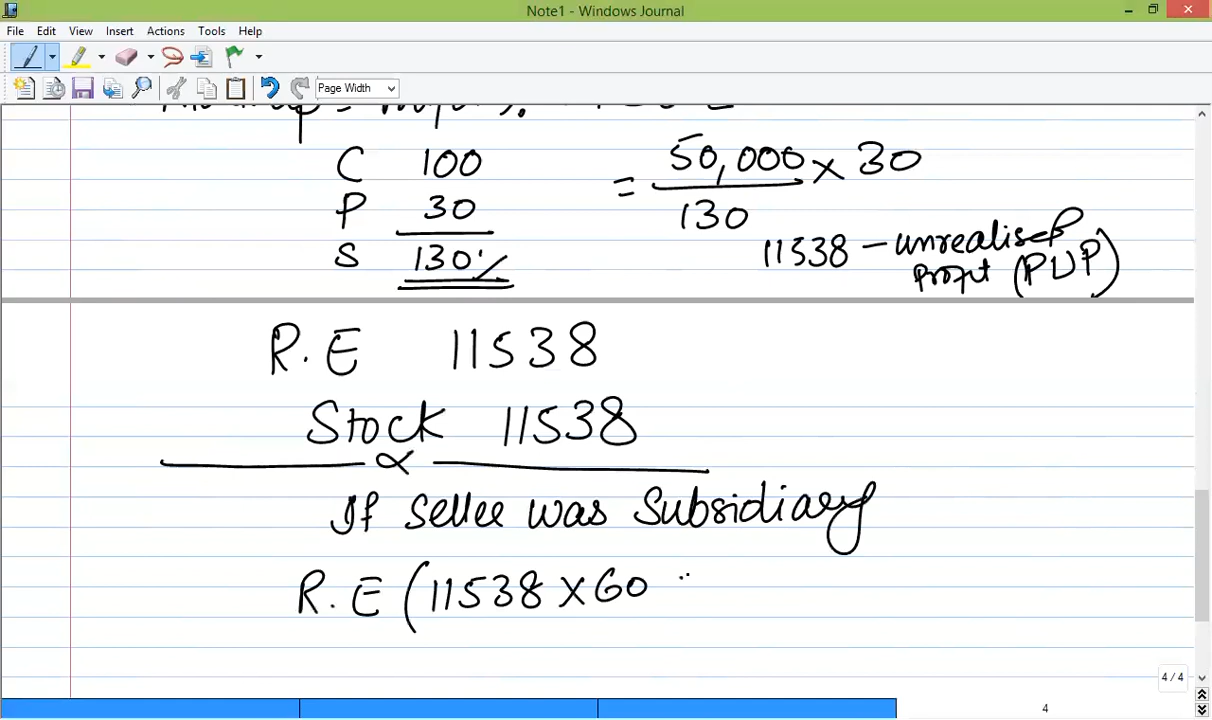 Note1 - Windows Journal
File Edit View Insert Actions Tools Help
Page Width
C 100
P 30
S 130%
= 50,000 × 30
130
11538 - unrealised
Profit (PUP)
R.E 11538
Stock 11538
If Seller was Subsidiary
R.E (11538 × 60
4 / 4
4